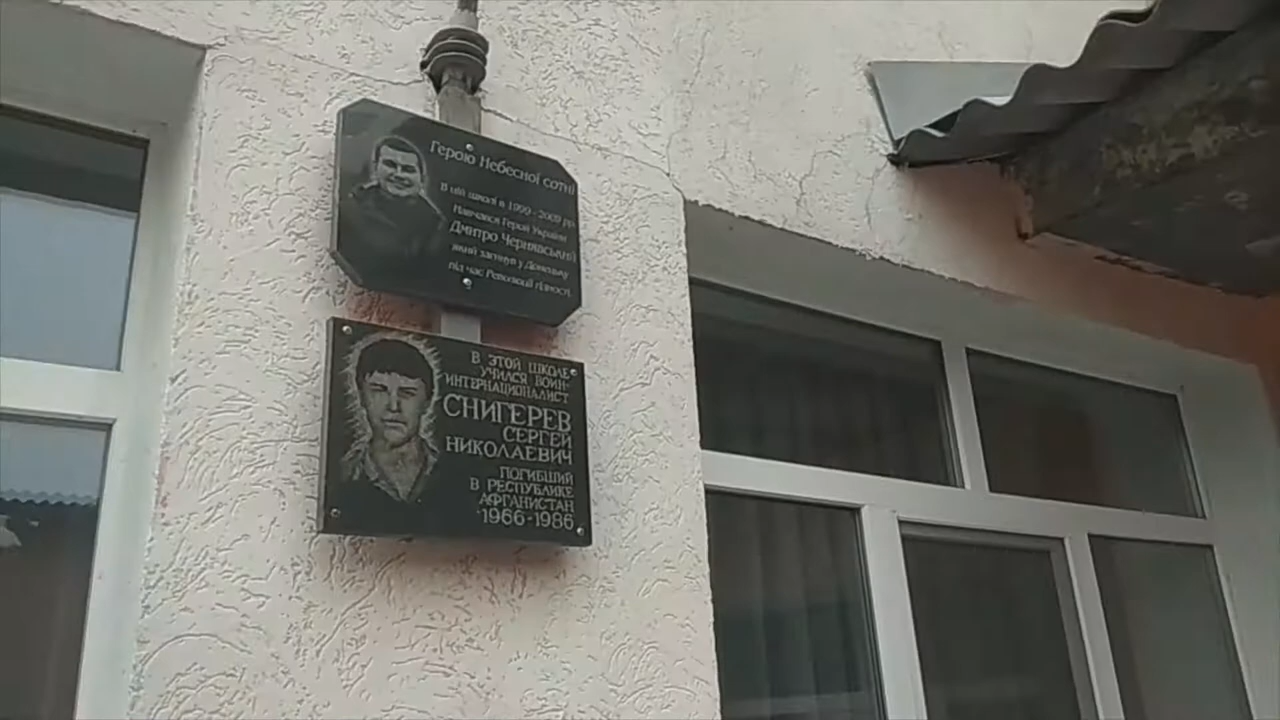 Герою Небесної сотні
В цій школі в 1999 - 2009 рр.
Навчався Герой України
Дмитро Чернявський
який загинув у Донецьку
під час Революції гідності
В ЭТОЙ ШКОЛЕ
УЧИЛСЯ ВОИН-
ИНТЕРНАЦИОНАЛИСТ
СНИГЕРЕВ
СЕРГЕЙ
НИКОЛАЕВИЧ
ПОГИБШИЙ
В РЕСПУБЛИКЕ
АФГАНИСТАН
1966-1986